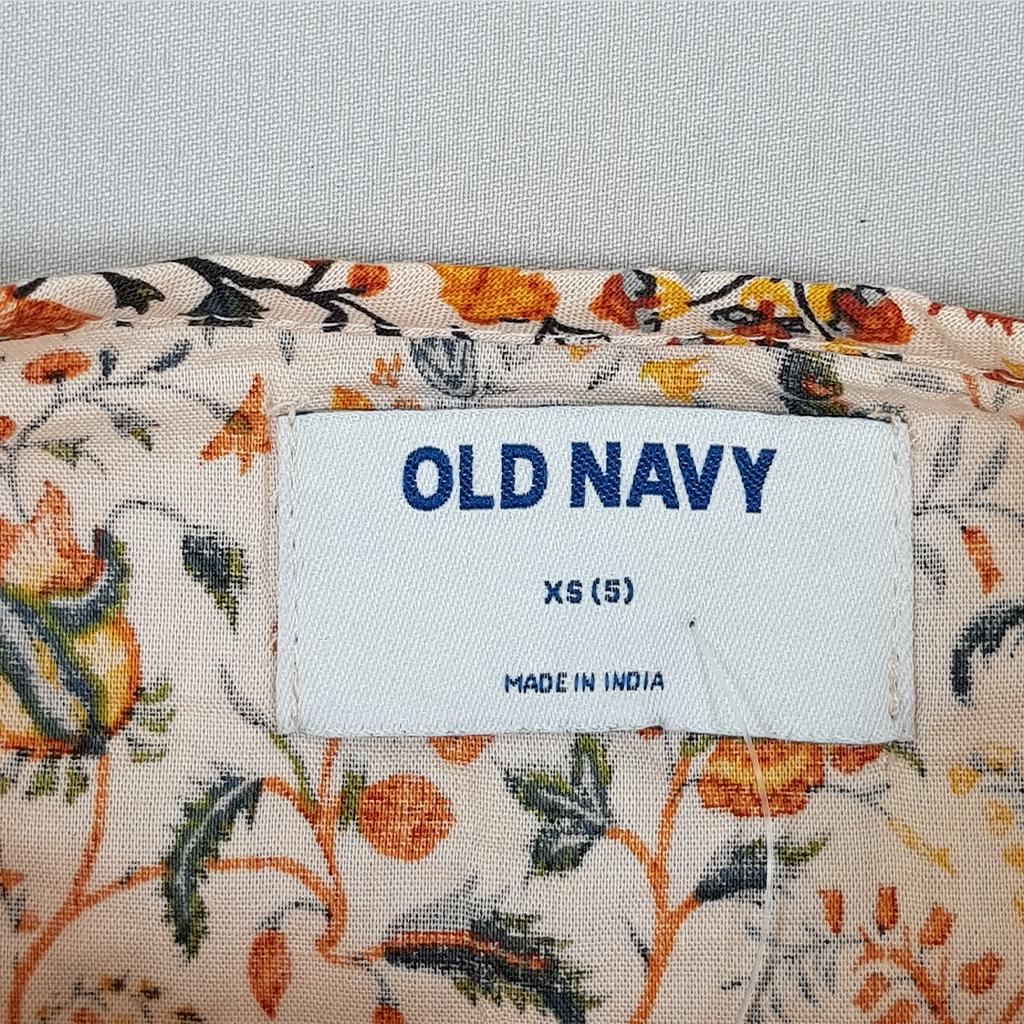 OLD NAVY
XS (5)
MADE IN INDIA